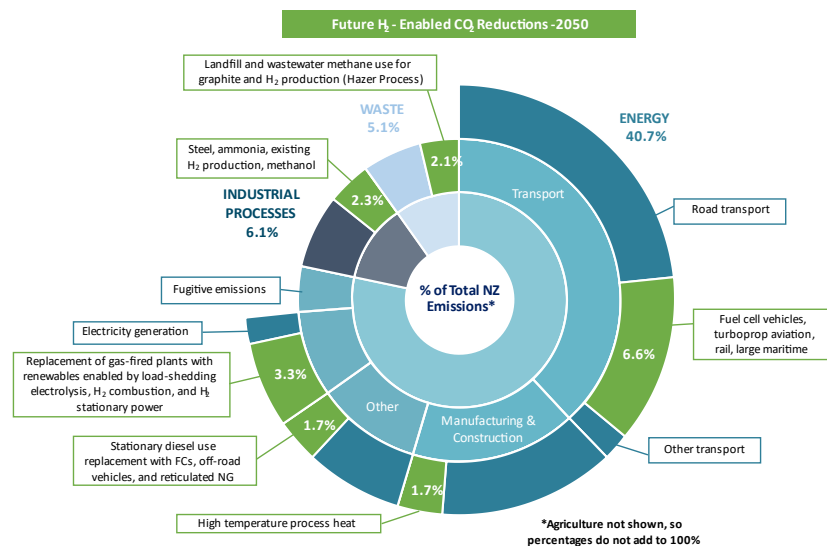 Future H₂ - Enabled CO₂ Reductions -2050
Landfill and wastewater methane use for
graphite and H₂ production (Hazer Process)
WASTE
5.1%
ENERGY
40.7%
Steel, ammonia, existing
H₂ production, methanol
2.1%
2.3%
Transport
INDUSTRIAL
PROCESSES
6.1%
Road transport
Fugitive emissions
% of Total NZ
Emissions*
Electricity generation
Fuel cell vehicles,
turboprop aviation,
rail, large maritime
6.6%
Replacement of gas-fired plants with
renewables enabled by load-shedding
electrolysis, H₂ combustion, and H₂
stationary power
3.3%
Other
Manufacturing &
Construction
1.7%
Stationary diesel use
replacement with FCs, off-road
vehicles, and reticulated NG
Other transport
1.7%
High temperature process heat
*Agriculture not shown, so
percentages do not add to 100%